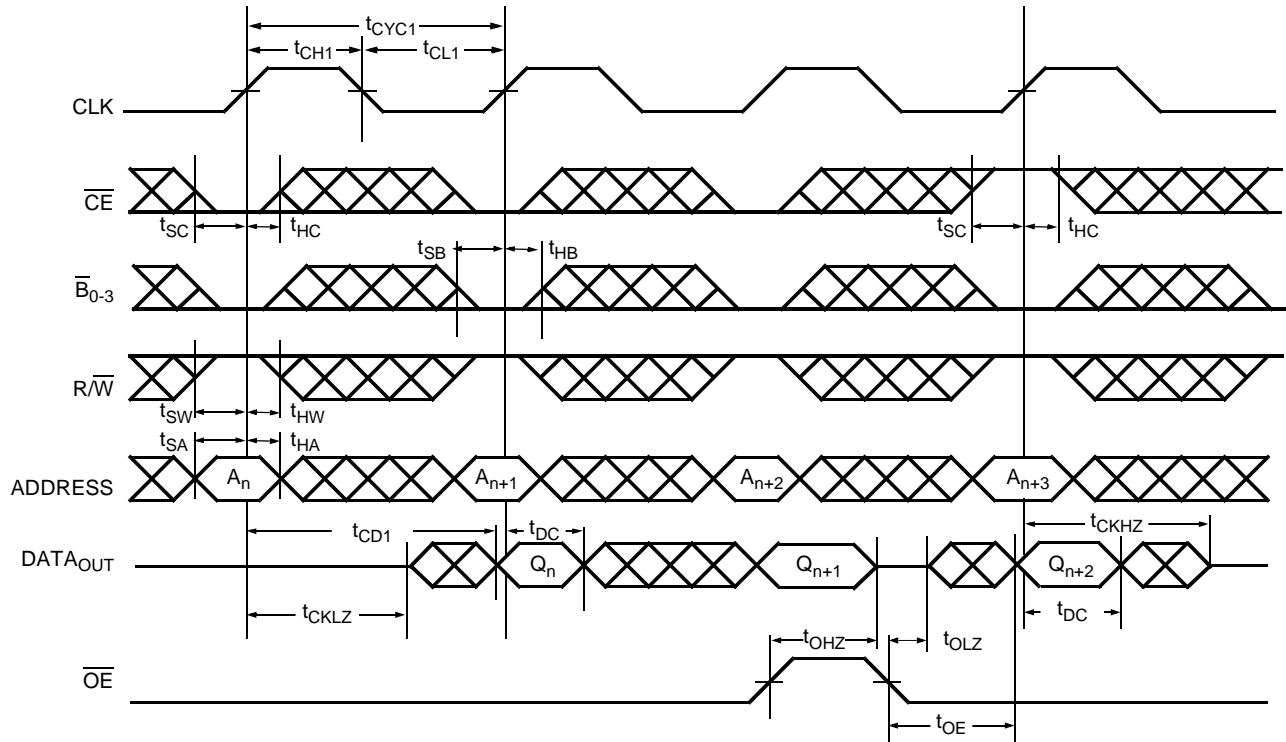 tCYC1
tCH1 tCL1
CLK
CE
tSC tHC tSC tHC
tSB tHB
B0-3
R/W
tSW tHW
tSA tHA
ADDRESS An An+1 An+2 An+3
tCD1 tDC tCKHZ
DATAOUT Qn Qn+1 Qn+2
tCKLZ tDC
tOHZ tOLZ
OE
tOE